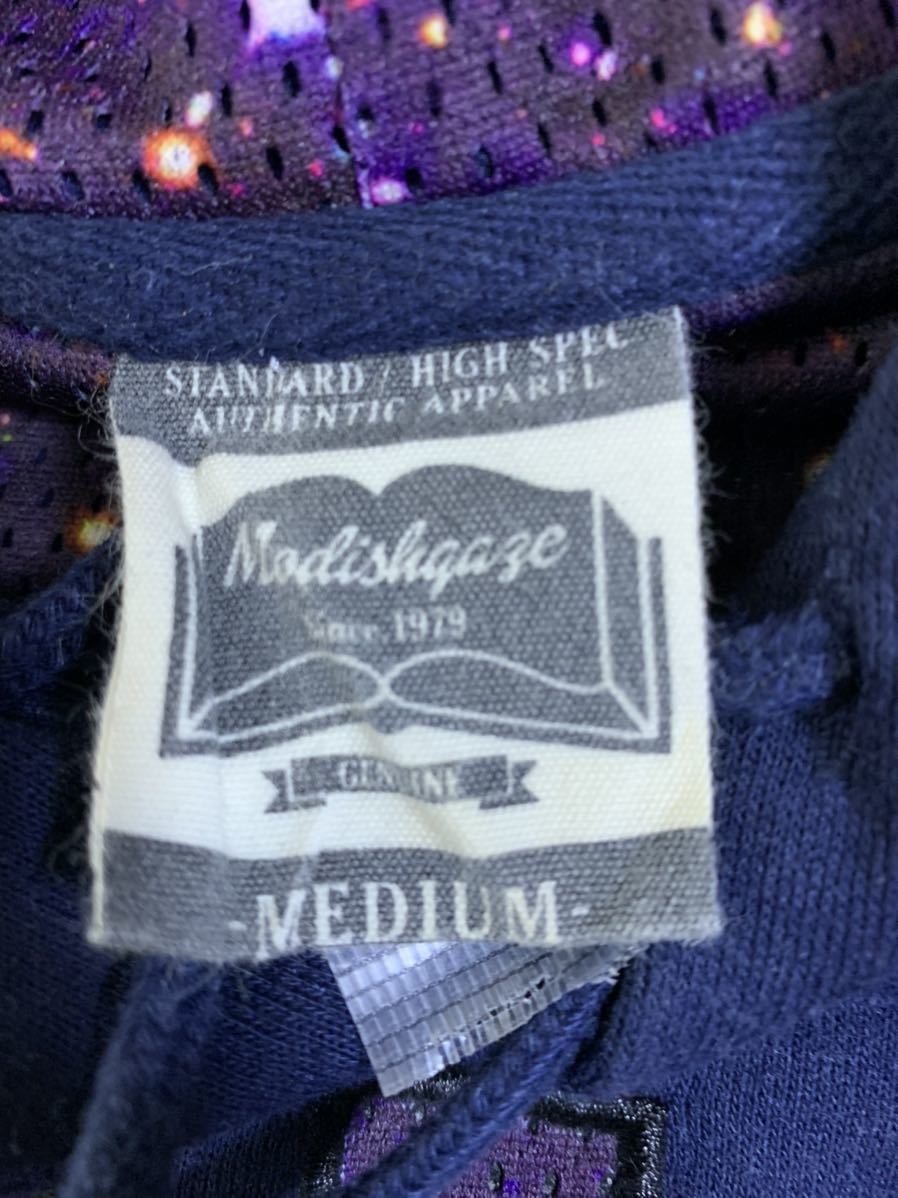 STANDARD / HIGH SPEC
AUTHENTIC APPAREL
Modishgaze
Since.1979
GENUINE
-MEDIUM-